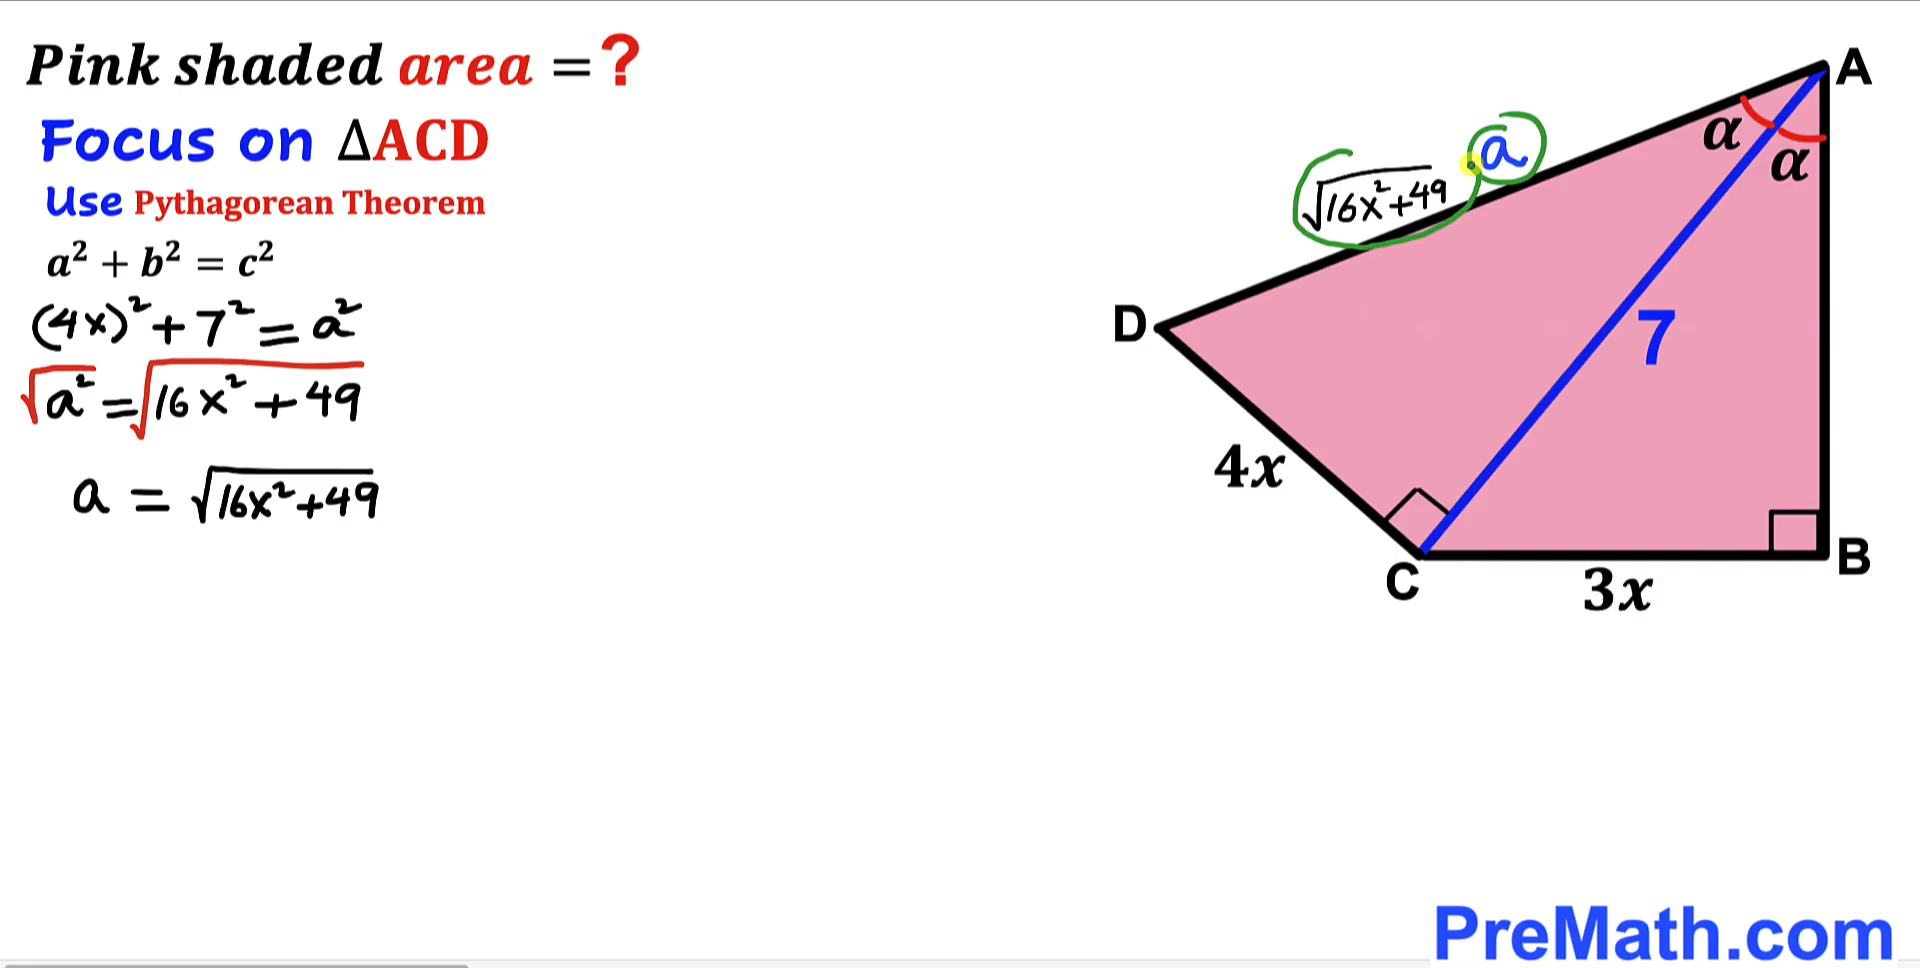 Pink shaded area = ?
Focus on ΔACD
Use Pythagorean Theorem
a² + b² = c²
(4x)² + 7² = a²
√a² = √16x² + 49
a = √16x² + 49
A
α
α
a
√16x² + 49
D
7
4x
C
B
3x
PreMath.com